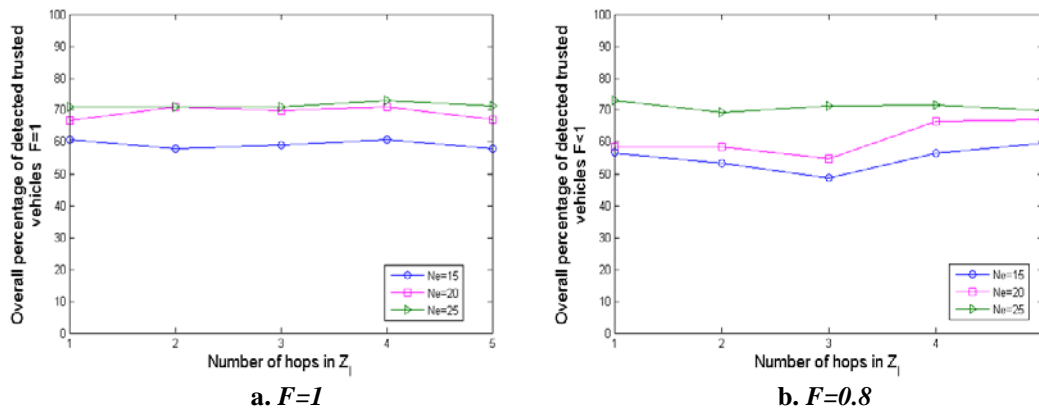 Overall percentage of detected trusted
vehicles F=1
100
90
80
70
60
50
40
30
20
10
0
Ne=15
Ne=20
Ne=25
1
2
3
4
5
Number of hops in Z_l
a. F=1
Overall percentage of detected trusted
vehicles F<1
100
90
80
70
60
50
40
30
20
10
0
Ne=15
Ne=20
Ne=25
1
2
3
4
Number of hops in Z_l
b. F=0.8